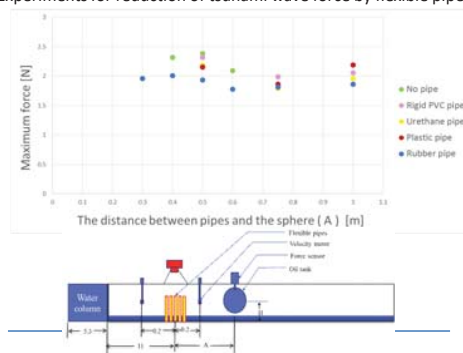 Experiments for reduction of tsunami wave force by flexible pipe
3
2.5
2
1.5
1
0.5
0
0 0.1 0.2 0.3 0.4 0.5 0.6 0.7 0.8 0.9 1 1.1
Maximum force [N]
The distance between pipes and the sphere ( A ) [m]
No pipe
Rigid PVC pipe
Urethane pipe
Plastic pipe
Rubber pipe
Flexible pipes
Velocity meter
Force sensor
Oil tank
Water
column
0.2
0.2
5.5
11
A